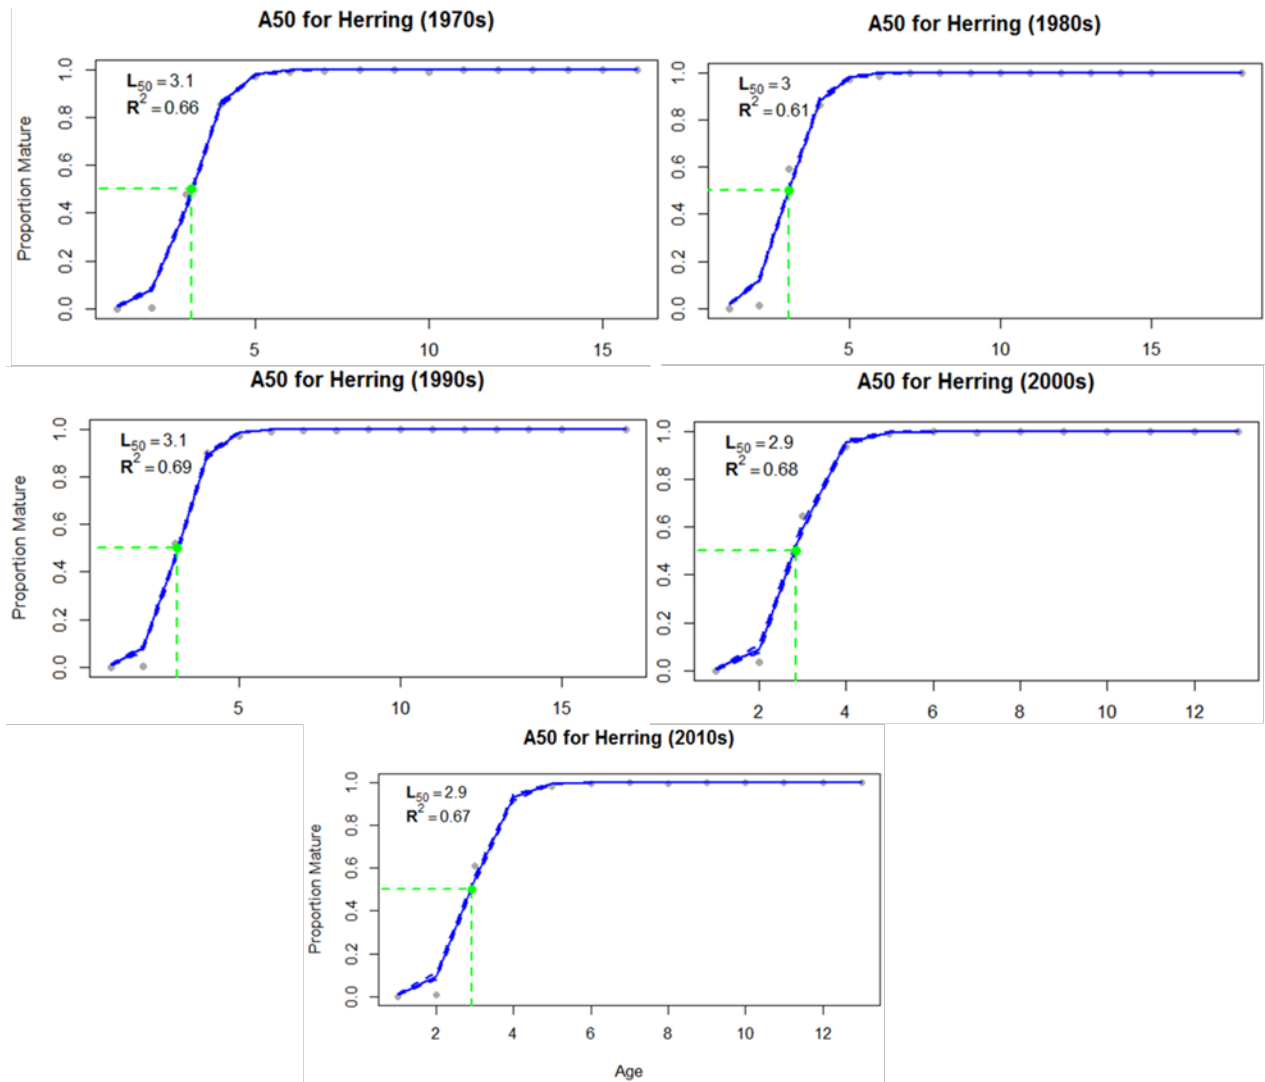 A50 for Herring (1970s)
L50 = 3.1
R2 = 0.66
Proportion Mature
0.0 0.2 0.4 0.6 0.8 1.0
5 10 15
A50 for Herring (1980s)
L50 = 3
R2 = 0.61
0.0 0.2 0.4 0.6 0.8 1.0
5 10 15
A50 for Herring (1990s)
L50 = 3.1
R2 = 0.69
Proportion Mature
0.0 0.2 0.4 0.6 0.8 1.0
5 10 15
A50 for Herring (2000s)
L50 = 2.9
R2 = 0.68
0.0 0.2 0.4 0.6 0.8 1.0
2 4 6 8 10 12
A50 for Herring (2010s)
L50 = 2.9
R2 = 0.67
Proportion Mature
0.0 0.2 0.4 0.6 0.8 1.0
2 4 6 8 10 12
Age